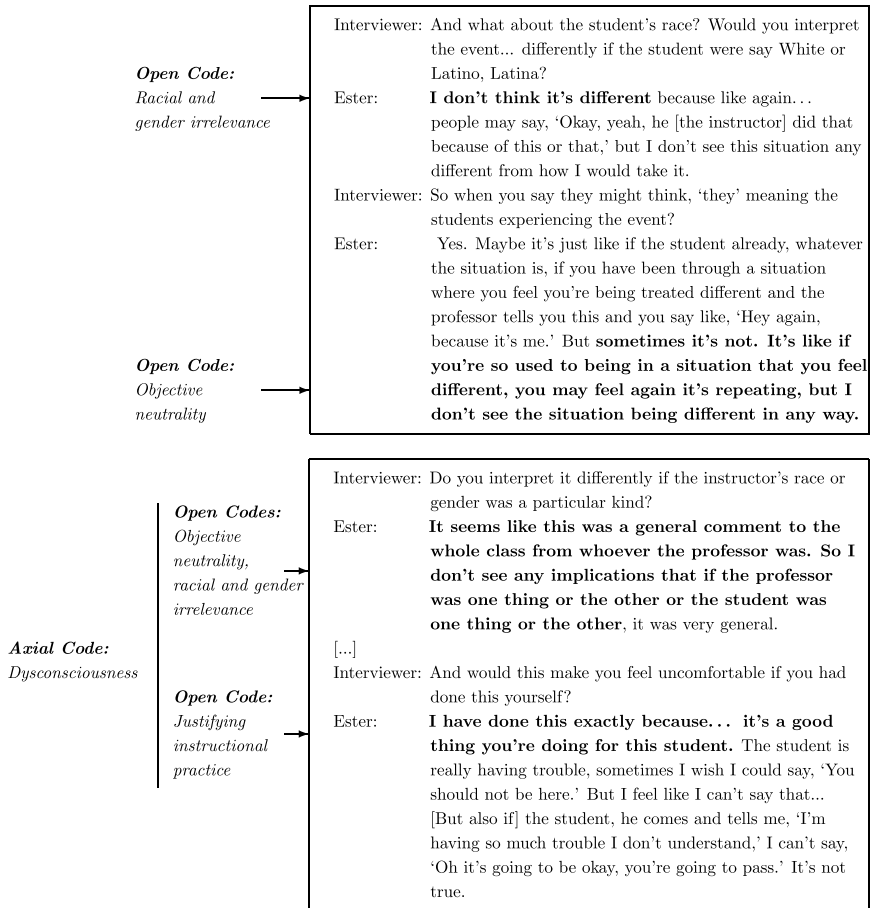 Interviewer: And what about the student's race? Would you interpret
the event... differently if the student were say White or
Latino, Latina?
Open Code:
Racial and
gender irrelevance
Ester: I don't think it's different because like again...
people may say, 'Okay, yeah, he [the instructor] did that
because of this or that,' but I don't see this situation any
different from how I would take it.
Interviewer: So when you say they might think, 'they' meaning the
students experiencing the event?
Ester: Yes. Maybe it's just like if the student already, whatever
the situation is, if you have been through a situation
where you feel you're being treated different and the
professor tells you this and you say like, 'Hey again,
because it's me.' But sometimes it's not. It's like if
you're so used to being in a situation that you feel
different, you may feel again it's repeating, but I
don't see the situation being different in any way.
Open Code:
Objective
neutrality
Interviewer: Do you interpret it differently if the instructor's race or
gender was a particular kind?
Open Codes:
Objective
neutrality,
racial and gender
irrelevance
Ester: It seems like this was a general comment to the
whole class from whoever the professor was. So I
don't see any implications that if the professor
was one thing or the other or the student was
one thing or the other, it was very general.
Axial Code:
Dysconsciousness
[...]
Interviewer: And would this make you feel uncomfortable if you had
done this yourself?
Open Code:
Justifying
instructional
practice
Ester: I have done this exactly because... it's a good
thing you're doing for this student. The student is
really having trouble, sometimes I wish I could say, 'You
should not be here.' But I feel like I can't say that...
[But also if] the student, he comes and tells me, 'I'm
having so much trouble I don't understand,' I can't say,
'Oh it's going to be okay, you're going to pass.' It's not
true.